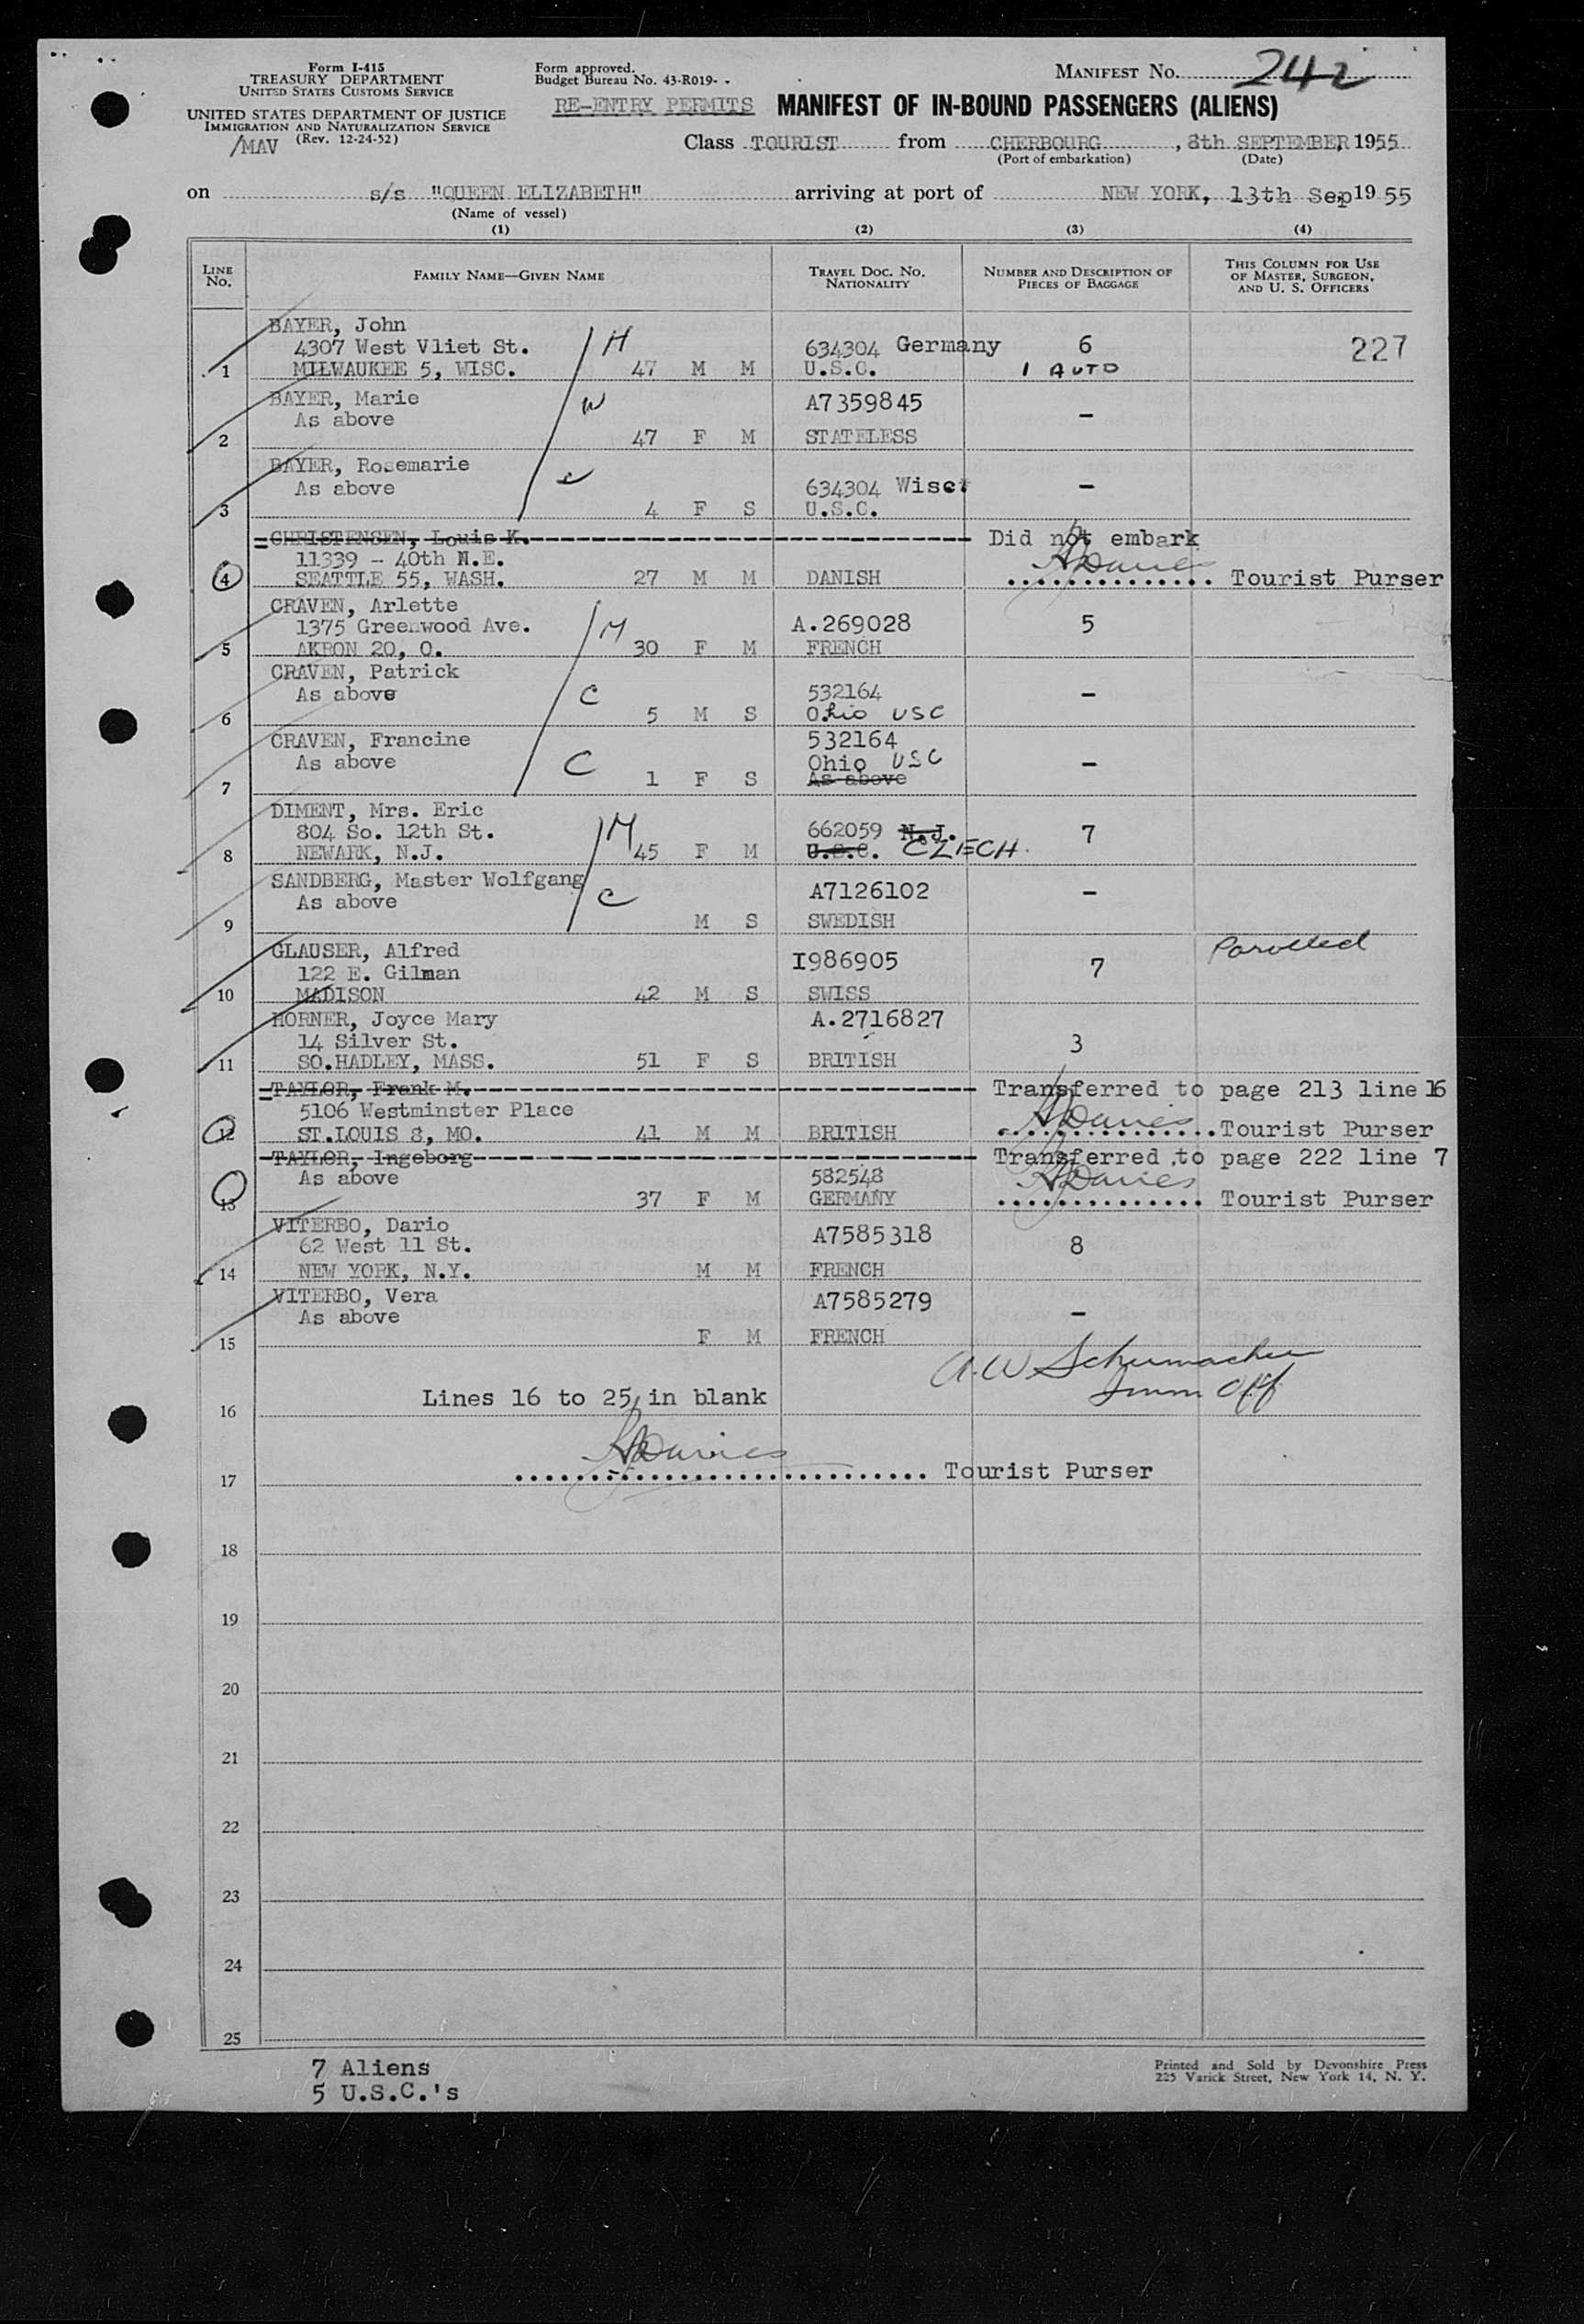 Form I-415
TREASURY DEPARTMENT
UNITED STATES CUSTOMS SERVICE
UNITED STATES DEPARTMENT OF JUSTICE
IMMIGRATION AND NATURALIZATION SERVICE
(Rev. 12-24-52)
/MAV
Form approved.
Budget Bureau No. 43-R019-
MANIFEST No. 242
RE-ENTRY PERMITS MANIFEST OF IN-BOUND PASSENGERS (ALIENS)
Class TOURIST from CHERBOURG, 8th SEPTEMBER, 1955
(Port of embarkation) (Date)
on s/s "QUEEN ELIZABETH" arriving at port of NEW YORK, 13th Sep, 1955
(Name of vessel)
(1) (2) (3) (4)
LINE No. FAMILY NAME—GIVEN NAME TRAVEL DOC. NO. NATIONALITY NUMBER AND DESCRIPTION OF PIECES OF BAGGAGE THIS COLUMN FOR USE OF MASTER, SURGEON, AND U. S. OFFICERS
BAYER, John
4307 West Vliet St. H 634304 Germany 6 227
1 MILWAUKEE 5, WISC. 47 M M U.S.C. 1 AUTO
BAYER, Marie W A7359845
As above –
2 47 F M STATELESS
BAYER, Rosemarie
As above C 634304 Wisc. –
3 4 F S U.S.C.
CHRISTENSEN, Louis K. Did not embark
11339 - 40th N.E. Davies
4 SEATTLE 55, WASH. 27 M M DANISH Tourist Purser
CRAVEN, Arlette
1375 Greenwood Ave. M A.269028 5
5 AKRON 20, O. 30 F M FRENCH
CRAVEN, Patrick
As above C 532164 –
6 5 M S Ohio USC
CRAVEN, Francine 532164
As above C Ohio USC –
7 1 F S As above
DIMENT, Mrs. Eric
804 So. 12th St. M 662059 N.J. 7
8 NEWARK, N.J. 45 F M U.S.C. CZECH.
SANDBERG, Master Wolfgang
As above C A7126102 –
9 M S SWEDISH
GLAUSER, Alfred Parolled
122 E. Gilman I986905 7
10 MADISON 42 M S SWISS
HORNER, Joyce Mary A.2716827
14 Silver St. 3
11 SO.HADLEY, MASS. 51 F S BRITISH
TAYLOR, Frank M. Transferred to page 213 line 16
5106 Westminster Place Davies
12 ST.LOUIS 8, MO. 41 M M BRITISH Tourist Purser
TAYLOR, Ingeborg Transferred to page 222 line 7
As above 582548 Davies
13 37 F M GERMANY Tourist Purser
VITERBO, Dario
62 West 11 St. A7585318 8
14 NEW YORK, N.Y. M M FRENCH
VITERBO, Vera A7585279
As above –
15 F M FRENCH
A.W Schumacher
Imm Off
Lines 16 to 25 in blank
16
Davies
17 Tourist Purser
18
19
20
21
22
23
24
25
7 Aliens
5 U.S.C.'s
Printed and Sold by Devonshire Press
225 Varick Street, New York 14, N. Y.